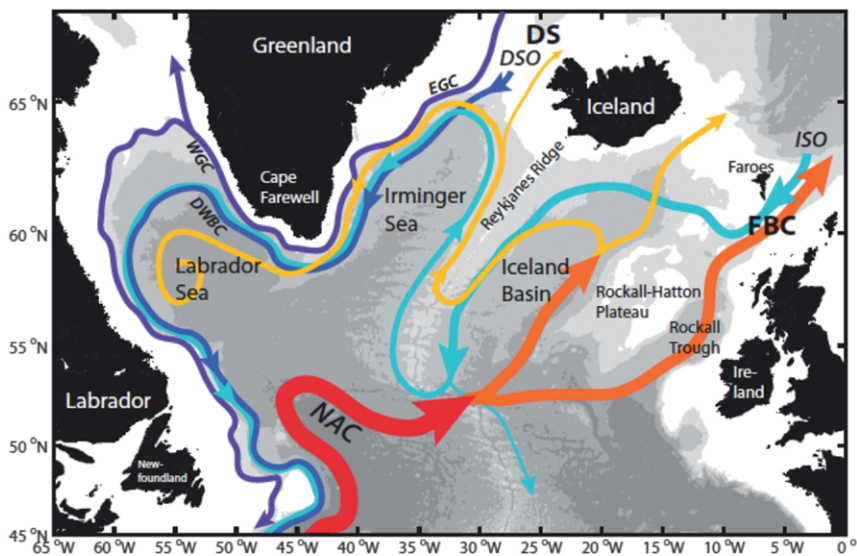 Greenland
DS
DSO
EGC
Iceland
65 °N
ISO
WGC
Cape
Farewell
Irminger
Sea
Reykjanes Ridge
Faroes
60 °N
DWBC
FBC
Labrador
Sea
Iceland
Basin
Rockall-Hatton
Plateau
Rockall
Trough
55 °N
Ire-
land
Labrador
NAC
50 °N
New-
foundland
45 °N
65 °W 60 °W 55 °W 50 °W 45 °W 40 °W 35 °W 30 °W 25 °W 20 °W 15 °W 10 °W 5 °W 0 °